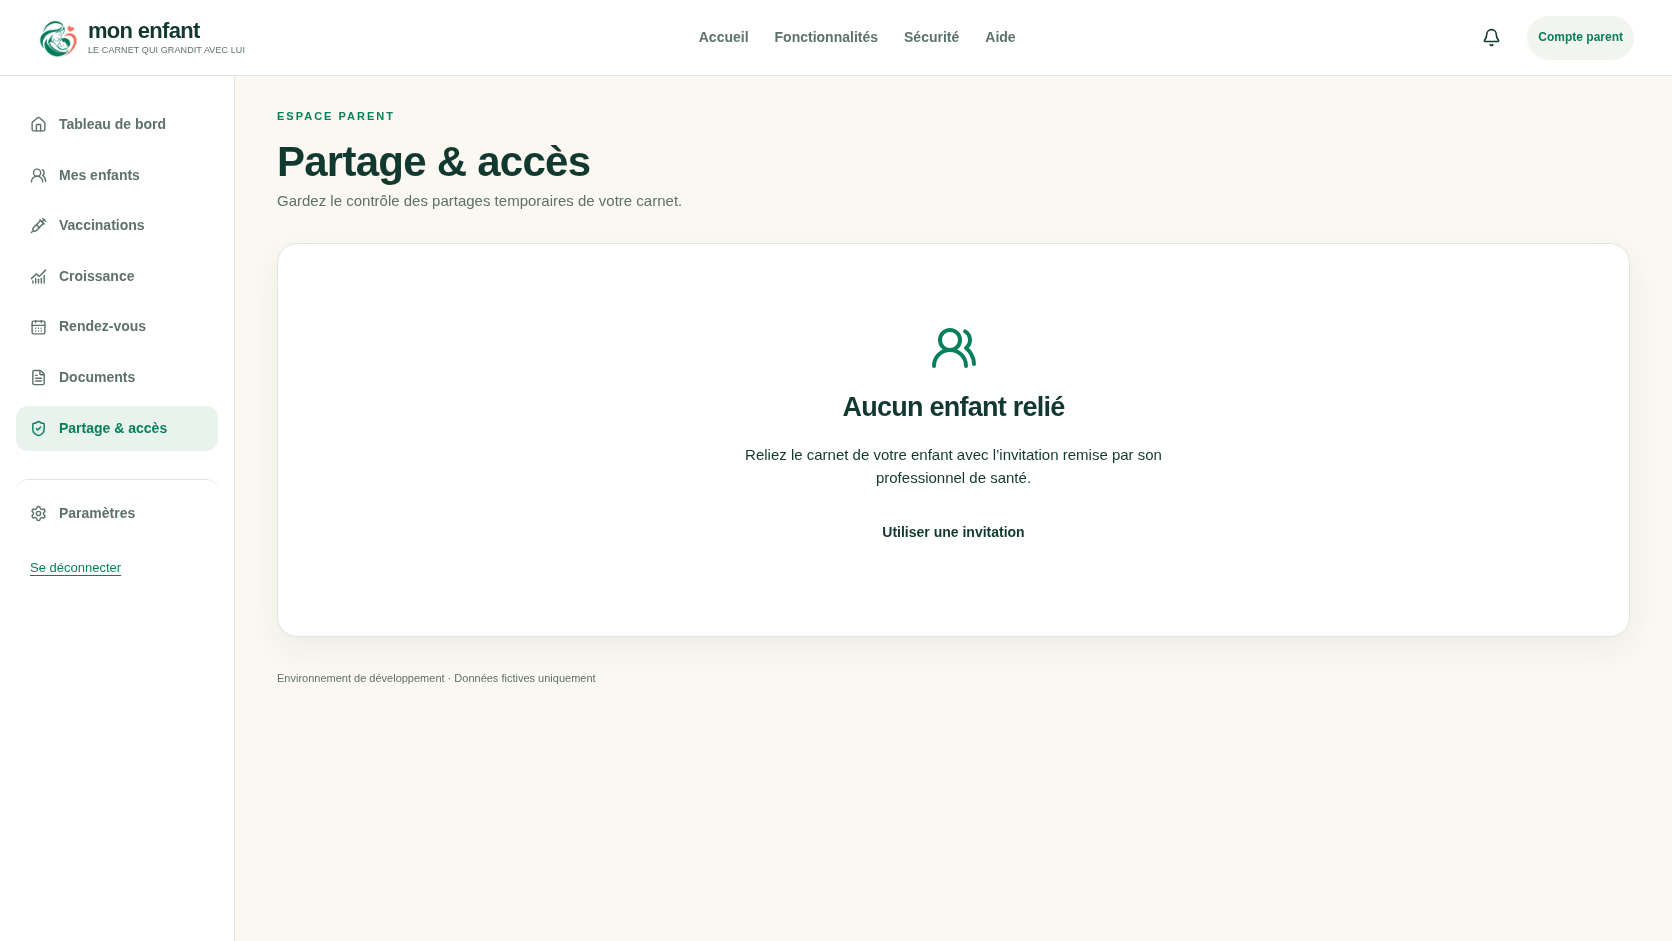 mon enfant
LE CARNET QUI GRANDIT AVEC LUI
Accueil
Fonctionnalités
Sécurité
Aide
Compte parent
Tableau de bord
Mes enfants
Vaccinations
Croissance
Rendez-vous
Documents
Partage & accès
Paramètres
Se déconnecter
ESPACE PARENT
Partage & accès
Gardez le contrôle des partages temporaires de votre carnet.
Aucun enfant relié
Reliez le carnet de votre enfant avec l’invitation remise par son
professionnel de santé.
Utiliser une invitation
Environnement de développement · Données fictives uniquement